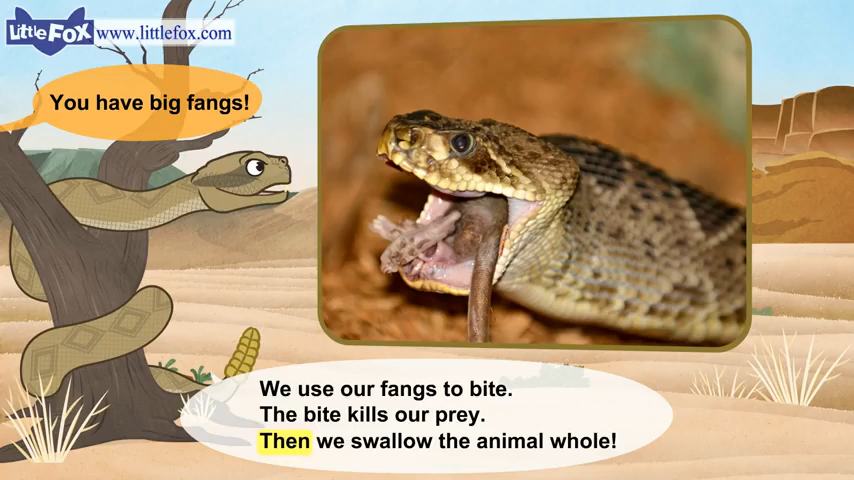 Little Fox www.littlefox.com
You have big fangs!
We use our fangs to bite.
The bite kills our prey.
Then we swallow the animal whole!